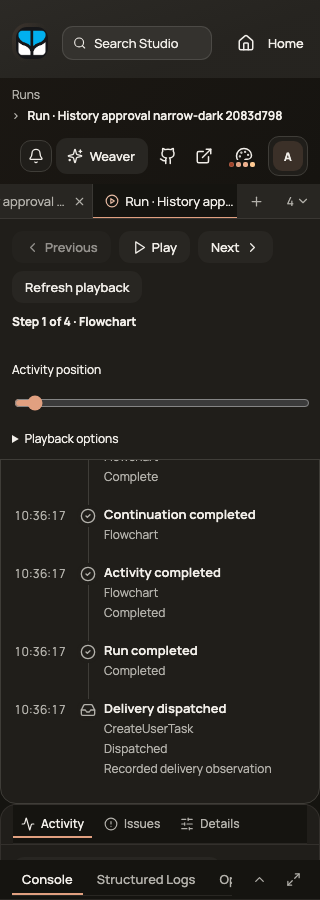 Search Studio
Home
Runs
› Run · History approval narrow-dark 2083d798
Weaver
A
approval ...
Run · History app...
4
Previous
Play
Next
Refresh playback
Step 1 of 4 · Flowchart
Activity position
Playback options
Flowchart
Complete
10:36:17 Continuation completed
Flowchart
10:36:17 Activity completed
Flowchart
Completed
10:36:17 Run completed
Completed
10:36:17 Delivery dispatched
CreateUserTask
Dispatched
Recorded delivery observation
Activity Issues Details
Console Structured Logs